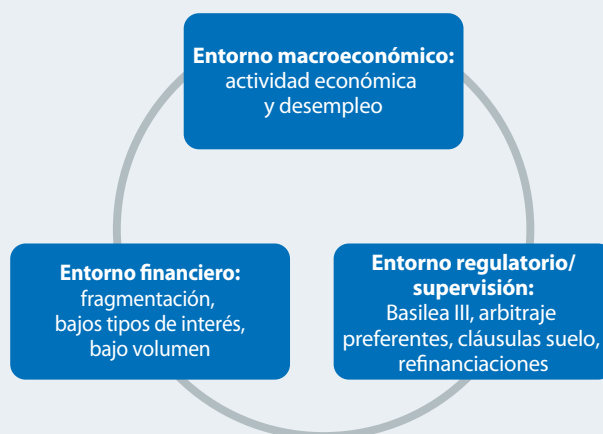 Entorno macroeconómico:
actividad económica
y desempleo
Entorno financiero:
fragmentación,
bajos tipos de interés,
bajo volumen
Entorno regulatorio/
supervisión:
Basilea III, arbitraje
preferentes, cláusulas suelo,
refinanciaciones